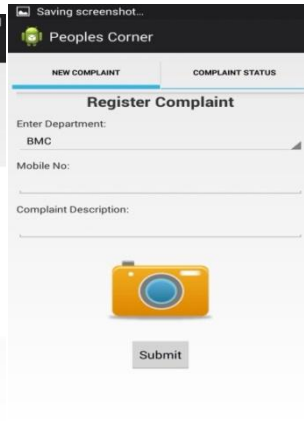 Saving screenshot...
Peoples Corner
NEW COMPLAINT COMPLAINT STATUS
Register Complaint
Enter Department:
BMC
Mobile No:
Complaint Description:
Submit